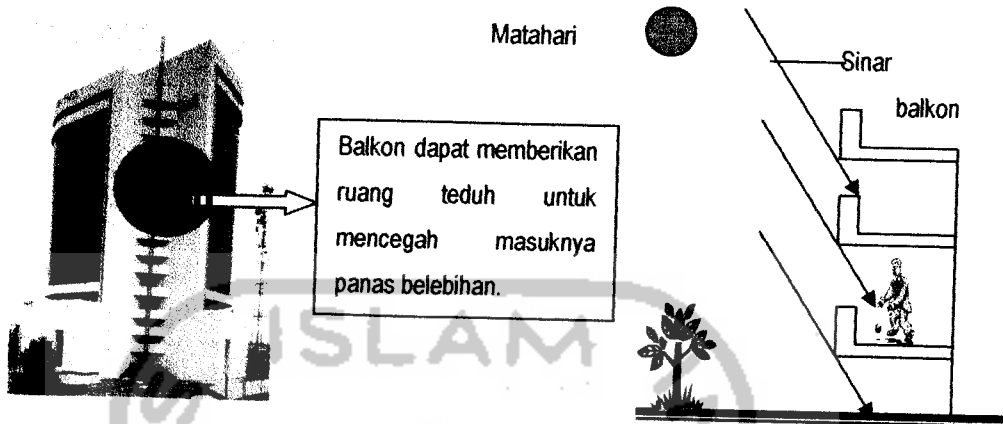 Matahari
Sinar
balkon
Balkon dapat memberikan
ruang teduh untuk
mencegah masuknya
panas belebihan.
ISLAM